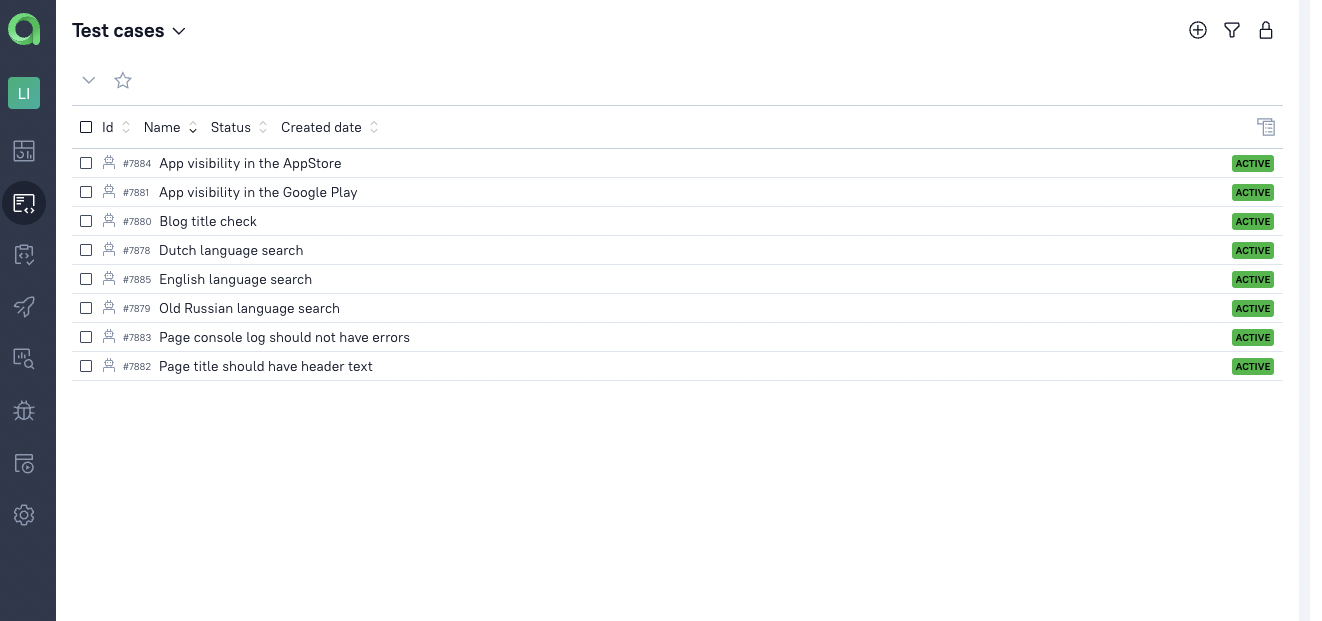 Test cases
LI
Id Name Status Created date
#7884 App visibility in the AppStore ACTIVE
#7881 App visibility in the Google Play ACTIVE
#7880 Blog title check ACTIVE
#7878 Dutch language search ACTIVE
#7885 English language search ACTIVE
#7879 Old Russian language search ACTIVE
#7883 Page console log should not have errors ACTIVE
#7882 Page title should have header text ACTIVE